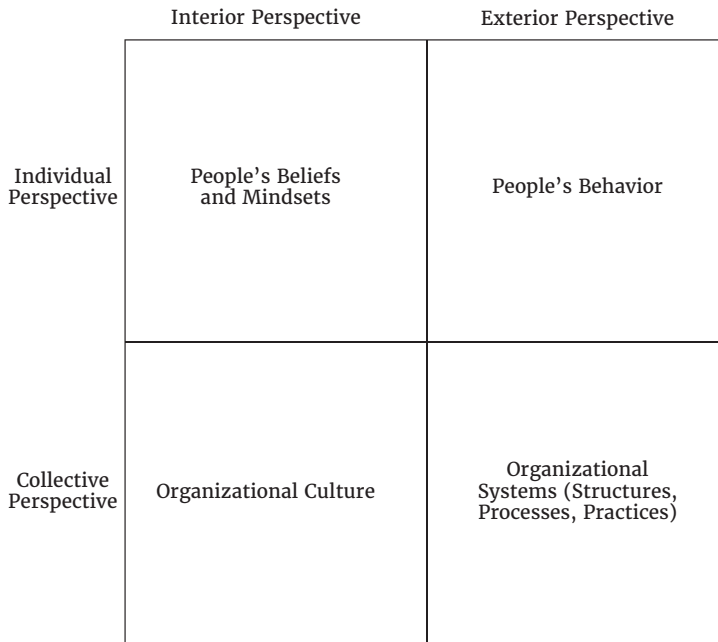 Interior Perspective
Exterior Perspective
Individual
Perspective
People’s Beliefs
and Mindsets
People’s Behavior
Collective
Perspective
Organizational Culture
Organizational
Systems (Structures,
Processes, Practices)